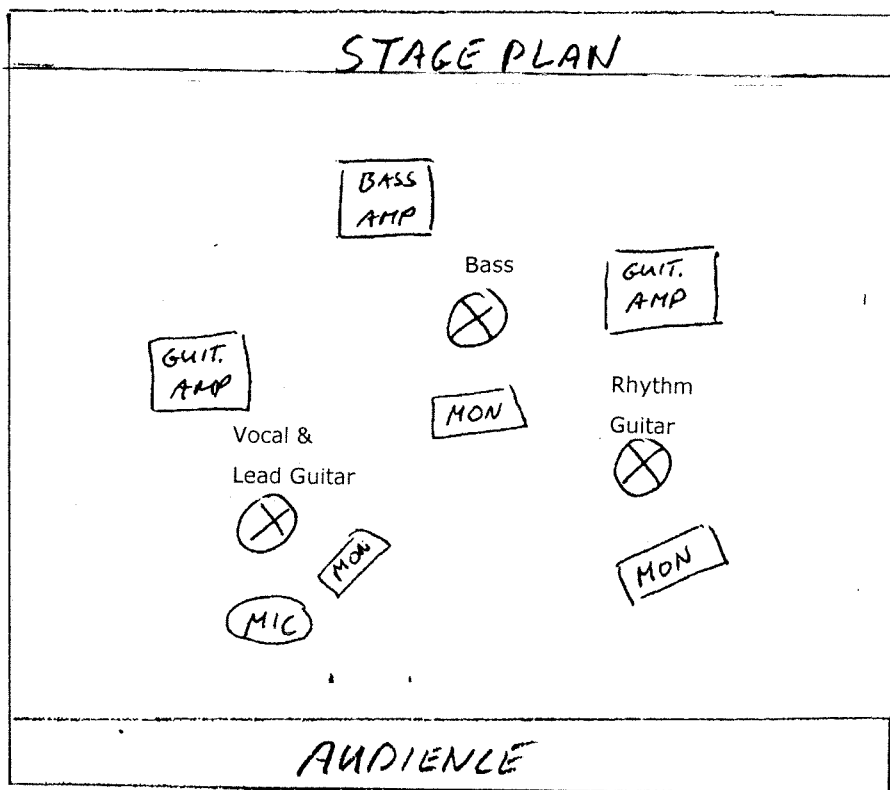 STAGE PLAN
BASS
AMP
Bass
GUIT.
AMP
GUIT.
AMP
MON
Rhythm
Guitar
Vocal &
Lead Guitar
MON
MON
MIC
AUDIENCE